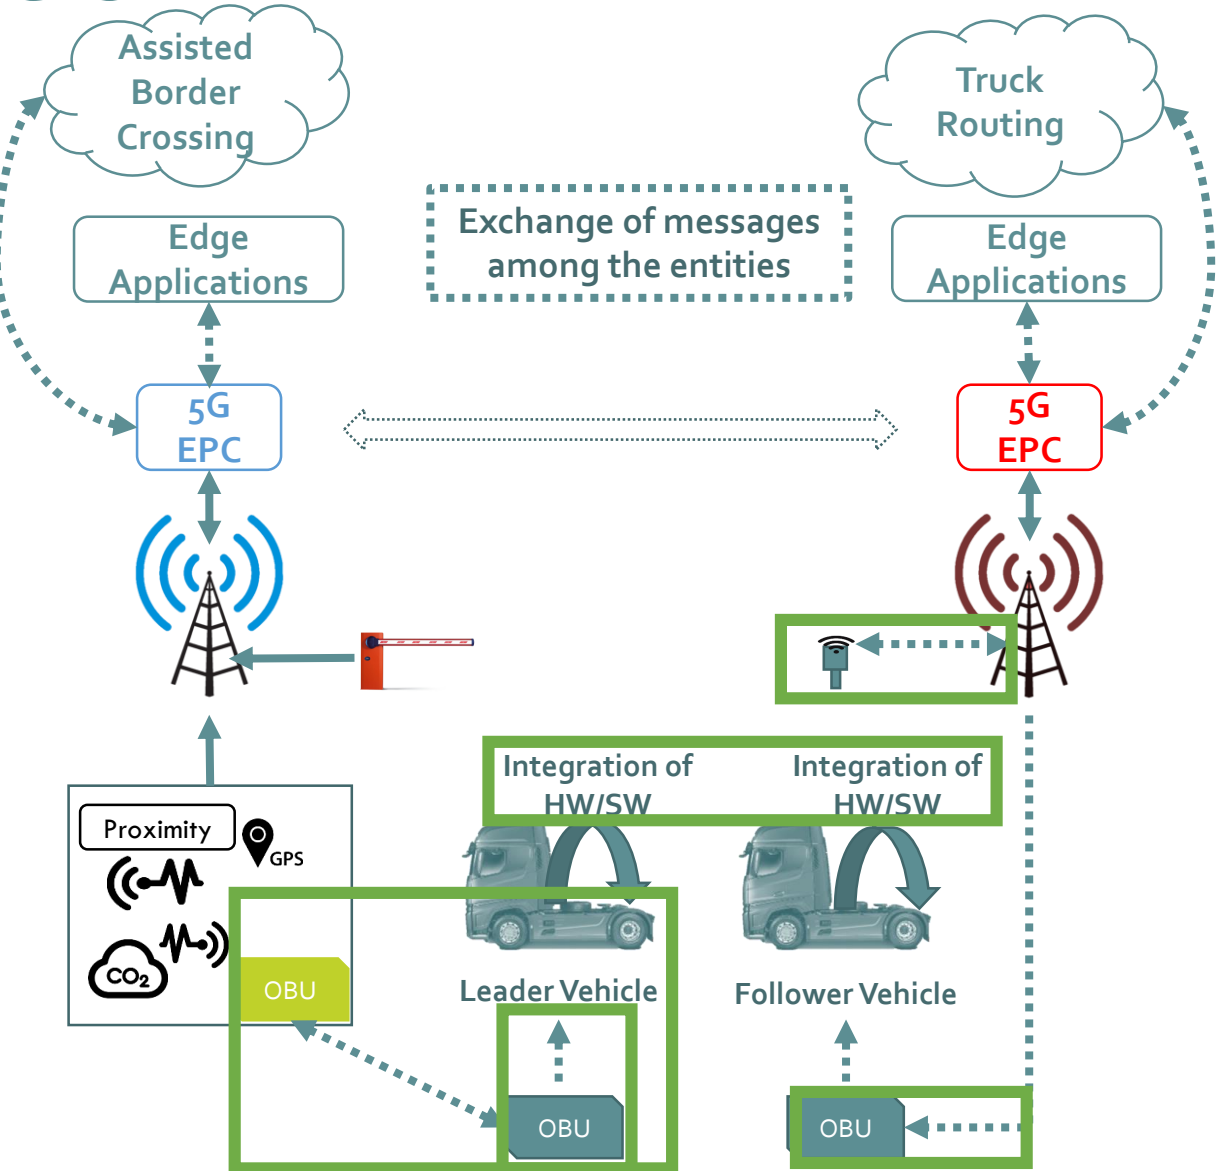 Assisted
Border
Crossing
Truck
Routing
Exchange of messages
among the entities
Edge
Applications
Edge
Applications
5G
EPC
5G
EPC
Integration of
HW/SW
Integration of
HW/SW
Proximity
GPS
CO2
OBU
Leader Vehicle
Follower Vehicle
OBU
OBU